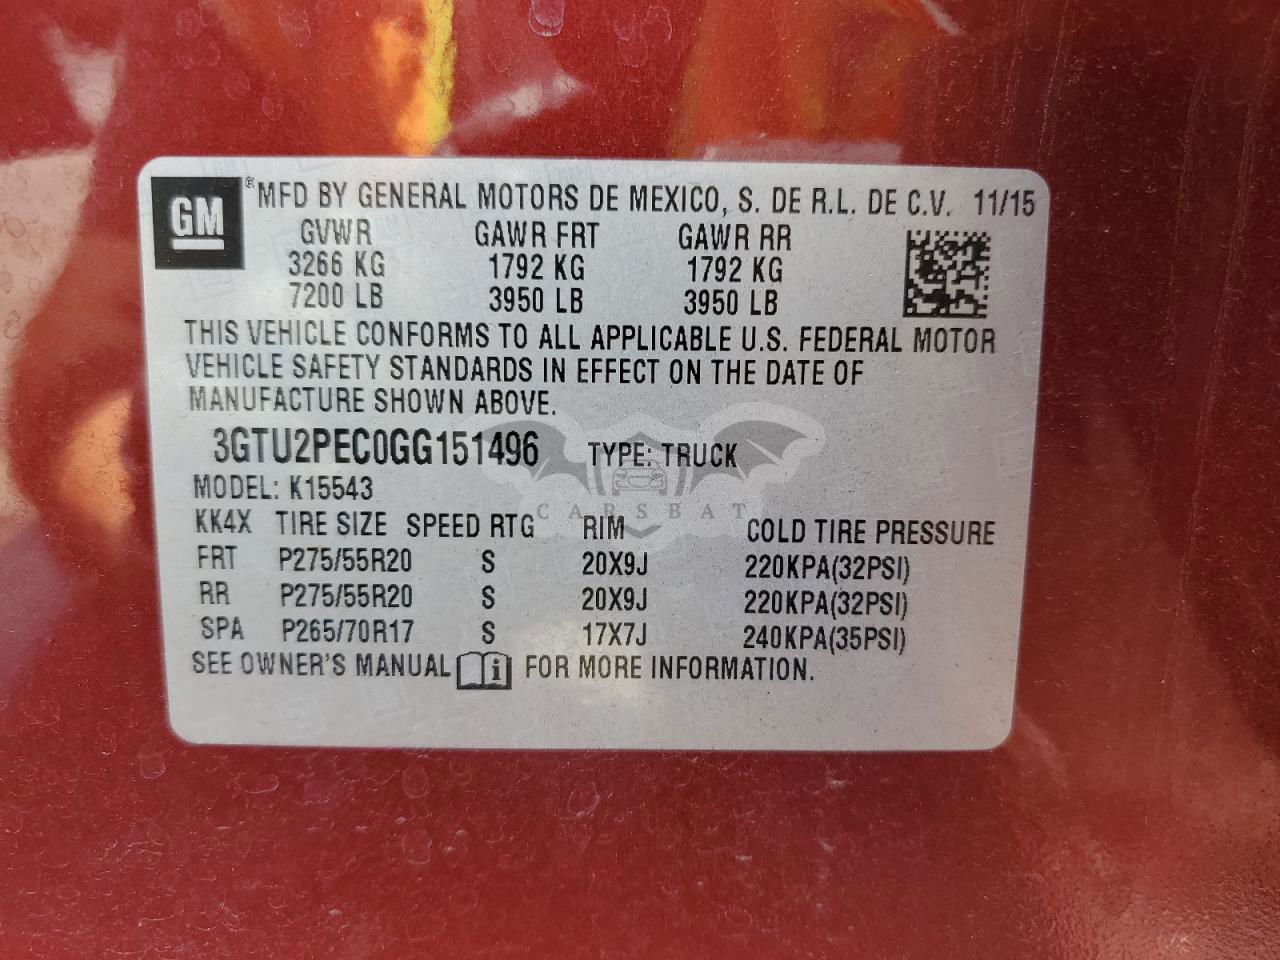 GM ® MFD BY GENERAL MOTORS DE MEXICO, S. DE R.L. DE C.V. 11/15
GVWR GAWR FRT GAWR RR
3266 KG 1792 KG 1792 KG
7200 LB 3950 LB 3950 LB
THIS VEHICLE CONFORMS TO ALL APPLICABLE U.S. FEDERAL MOTOR
VEHICLE SAFETY STANDARDS IN EFFECT ON THE DATE OF
MANUFACTURE SHOWN ABOVE.
3GTU2PEC0GG151496 TYPE: TRUCK
MODEL: K15543
CARSBAT
KK4X TIRE SIZE SPEED RTG RIM COLD TIRE PRESSURE
FRT P275/55R20 S 20X9J 220KPA(32PSI)
RR P275/55R20 S 20X9J 220KPA(32PSI)
SPA P265/70R17 S 17X7J 240KPA(35PSI)
SEE OWNER'S MANUAL i FOR MORE INFORMATION.